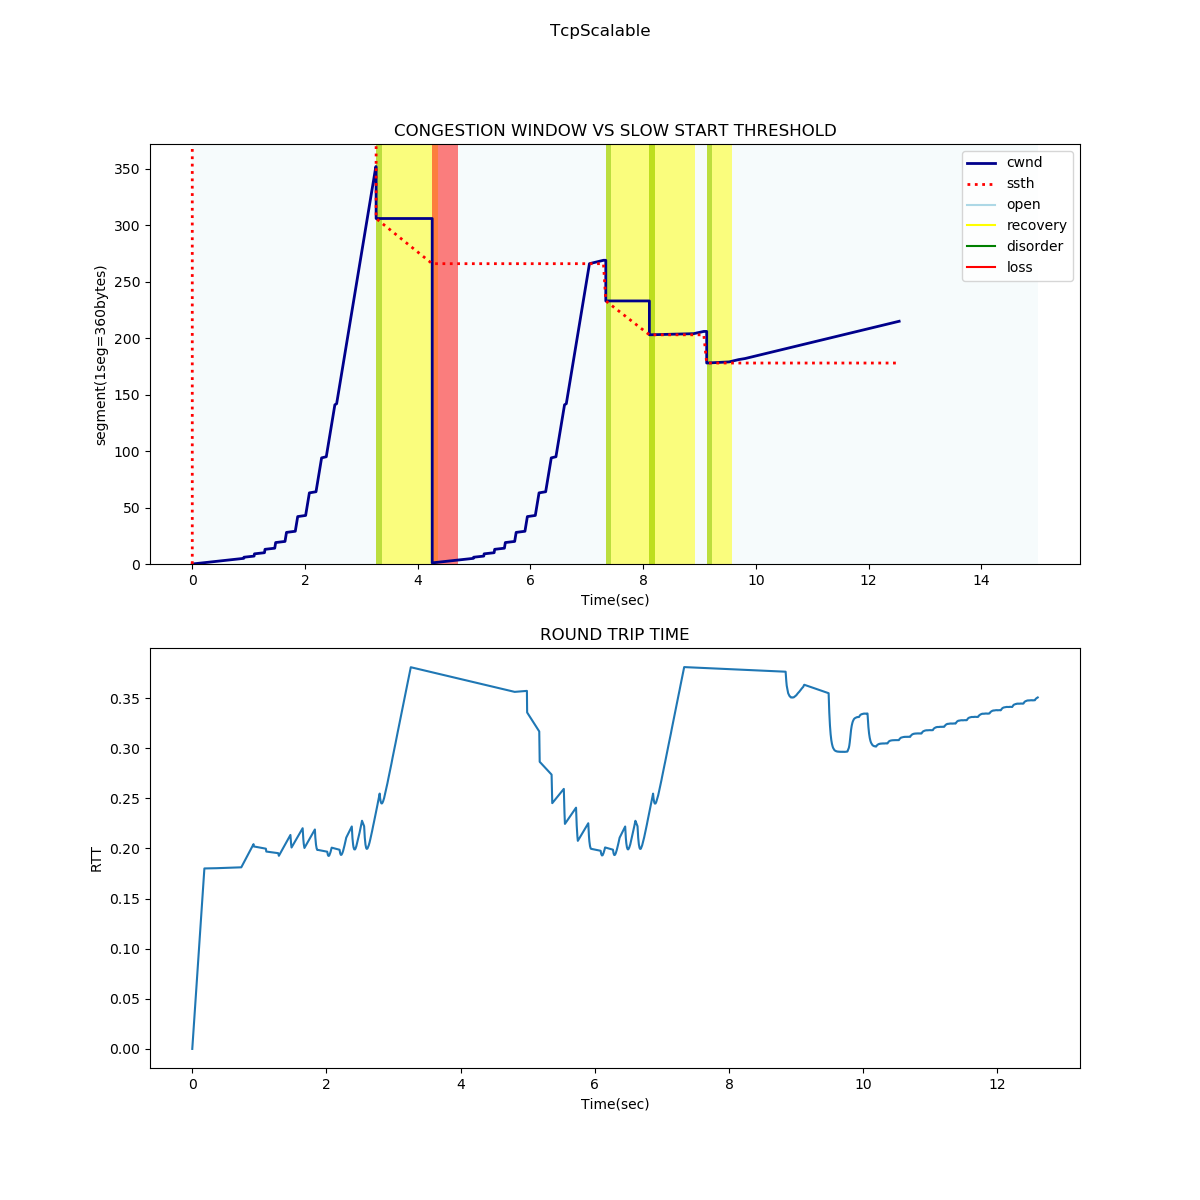 TcpScalable
CONGESTION WINDOW VS SLOW START THRESHOLD
350
300
250
200
150
100
50
0
segment(1seg=360bytes)
cwnd
ssth
open
recovery
disorder
loss
0 2 4 6 8 10 12 14
Time(sec)
ROUND TRIP TIME
0.35
0.30
0.25
0.20
0.15
0.10
0.05
0.00
RTT
0 2 4 6 8 10 12
Time(sec)